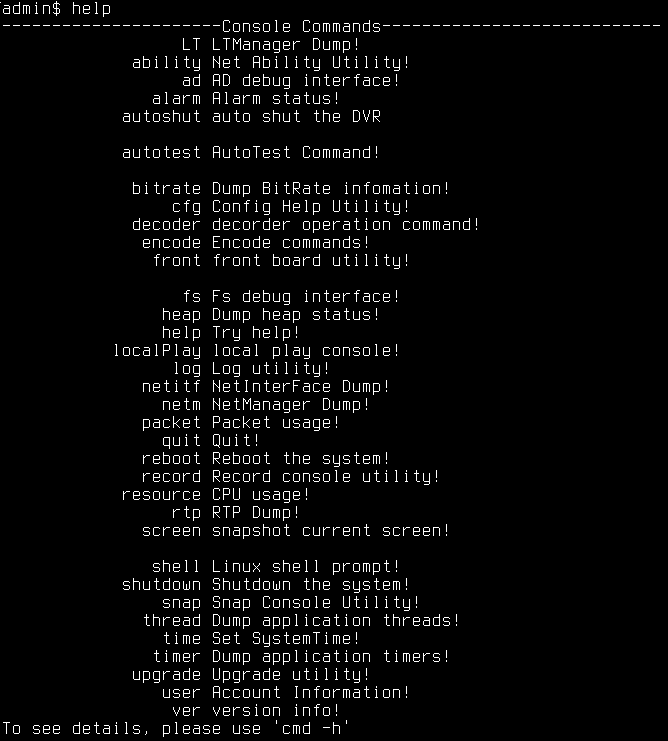 admin$ help
-----------------------Console Commands-----------------------------
LT LTManager Dump!
ability Net Ability Utility!
ad AD debug interface!
alarm Alarm status!
autoshut auto shut the DVR
autotest AutoTest Command!
bitrate Dump BitRate infomation!
cfg Config Help Utility!
decoder decorder operation command!
encode Encode commands!
front front board utility!
fs Fs debug interface!
heap Dump heap status!
help Try help!
localPlay local play console!
log Log utility!
netitf NetInterFace Dump!
netm NetManager Dump!
packet Packet usage!
quit Quit!
reboot Reboot the system!
record Record console utility!
resource CPU usage!
rtp RTP Dump!
screen snapshot current screen!
shell Linux shell prompt!
shutdown Shutdown the system!
snap Snap Console Utility!
thread Dump application threads!
time Set SystemTime!
timer Dump application timers!
upgrade Upgrade utility!
user Account Information!
ver version info!
To see details, please use 'cmd -h'